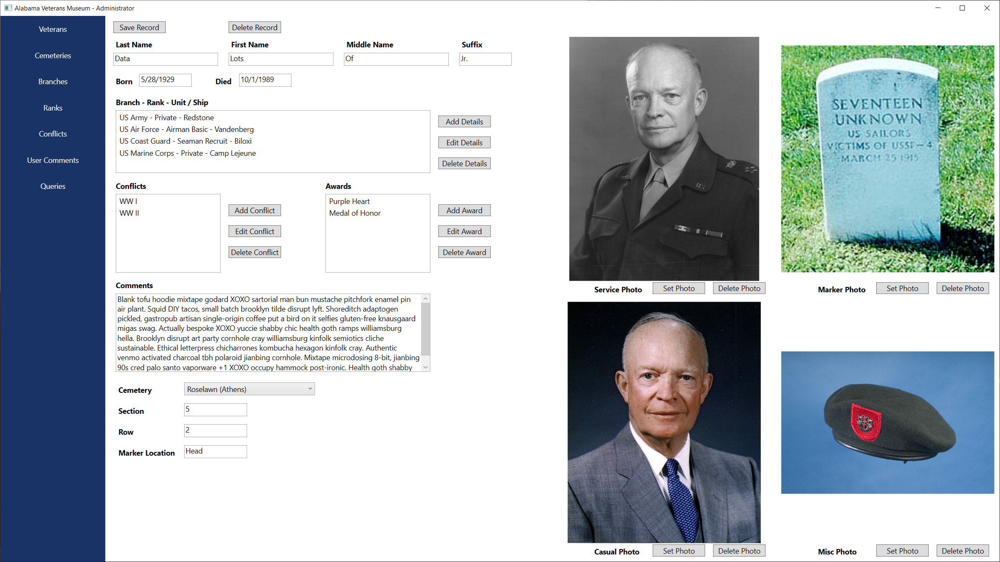 Alabama Veterans Museum - Administrator
Veterans
Cemeteries
Branches
Ranks
Conflicts
User Comments
Queries
Save Record
Delete Record
Last Name
First Name
Middle Name
Suffix
Data
Lots
Of
Jr.
Born
5/28/1929
Died
10/1/1989
Branch - Rank - Unit / Ship
US Army - Private - Redstone
US Air Force - Airman Basic - Vandenberg
US Coast Guard - Seaman Recruit - Biloxi
US Marine Corps - Private - Camp Lejeune
Add Details
Edit Details
Delete Details
Conflicts
WW I
WW II
Add Conflict
Edit Conflict
Delete Conflict
Awards
Purple Heart
Medal of Honor
Add Award
Edit Award
Delete Award
Comments
Blank tofu hoodie mixtape godard XOXO sartorial man bun mustache pitchfork enamel pin
air plant. Squid DIY tacos, small batch brooklyn tilde disrupt lyft. Shoreditch adaptogen
pickled, gastropub artisan single-origin coffee put a bird on it selfies gluten-free knausgaard
migas swag. Actually bespoke XOXO yuccie shabby chic health goth ramps williamsburg
hella. Brooklyn disrupt art party cornhole cray williamsburg kinfolk semiotics cliche
sustainable. Ethical letterpress chicharrones kombucha hexagon kinfolk cray. Authentic
venmo activated charcoal tbh polaroid jianbing cornhole. Mixtape microdosing 8-bit, jianbing
90s cred palo santo vaporware +1 XOXO occupy hammock post-ironic. Health goth shabby
Cemetery
Roselawn (Athens)
Section
5
Row
2
Marker Location
Head
U.S.
Service Photo
Set Photo
Delete Photo
SEVENTEEN
UNKNOWN
US SAILORS
VICTIMS OF USSF-4
MARCH 25 1915
Marker Photo
Set Photo
Delete Photo
Casual Photo
Set Photo
Delete Photo
Misc Photo
Set Photo
Delete Photo